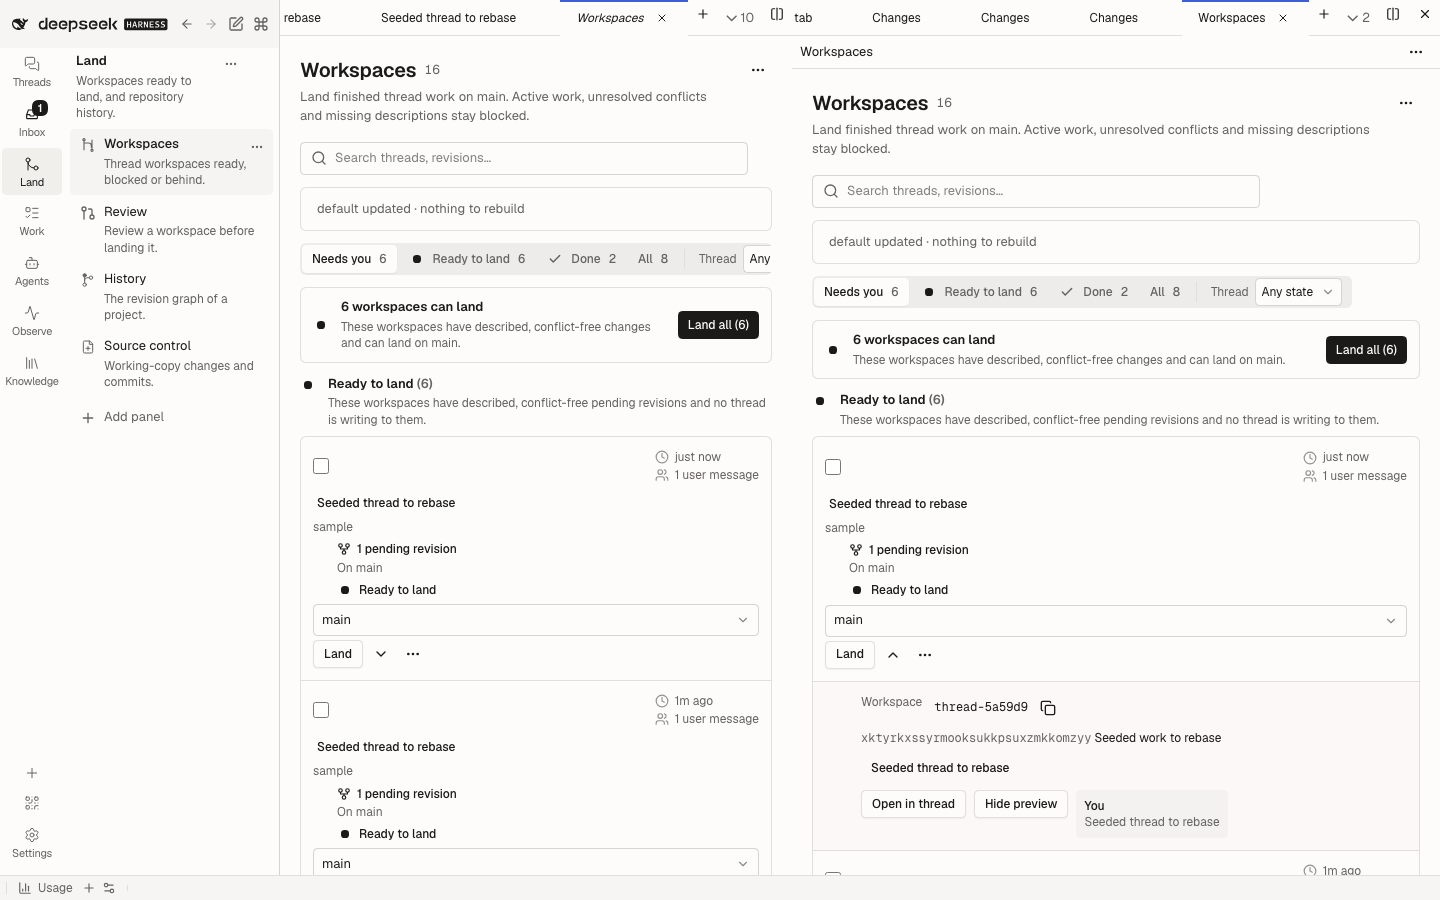 deepseek HARNESS
Threads
1
Inbox
Land
Work
Agents
Observe
Knowledge
Settings
Land
Workspaces ready to
land, and repository
history.
Workspaces
Thread workspaces ready,
blocked or behind.
Review
Review a workspace before
landing it.
History
The revision graph of a
project.
Source control
Working-copy changes and
commits.
Add panel
rebase
Seeded thread to rebase
Workspaces
10
Workspaces 16
Land finished thread work on main. Active work, unresolved conflicts
and missing descriptions stay blocked.
Search threads, revisions...
default updated · nothing to rebuild
Needs you 6 Ready to land 6 Done 2 All 8 Thread Any
6 workspaces can land
These workspaces have described, conflict-free changes
and can land on main.
Land all (6)
Ready to land (6)
These workspaces have described, conflict-free pending revisions and no thread
is writing to them.
just now
1 user message
Seeded thread to rebase
sample
1 pending revision
On main
Ready to land
main
Land
1m ago
1 user message
Seeded thread to rebase
sample
1 pending revision
On main
Ready to land
main
tab
Changes
Changes
Changes
Workspaces
2
Workspaces
Workspaces 16
Land finished thread work on main. Active work, unresolved conflicts and missing descriptions
stay blocked.
Search threads, revisions...
default updated · nothing to rebuild
Needs you 6 Ready to land 6 Done 2 All 8 Thread Any state
6 workspaces can land
These workspaces have described, conflict-free changes and can land on main.
Land all (6)
Ready to land (6)
These workspaces have described, conflict-free pending revisions and no thread is writing to them.
just now
1 user message
Seeded thread to rebase
sample
1 pending revision
On main
Ready to land
main
Land
Workspace thread-5a59d9
xktyrkxssyrmooksukkpsuxzmkkomzyy Seeded work to rebase
Seeded thread to rebase
Open in thread
Hide preview
You
Seeded thread to rebase
1m ago
Usage